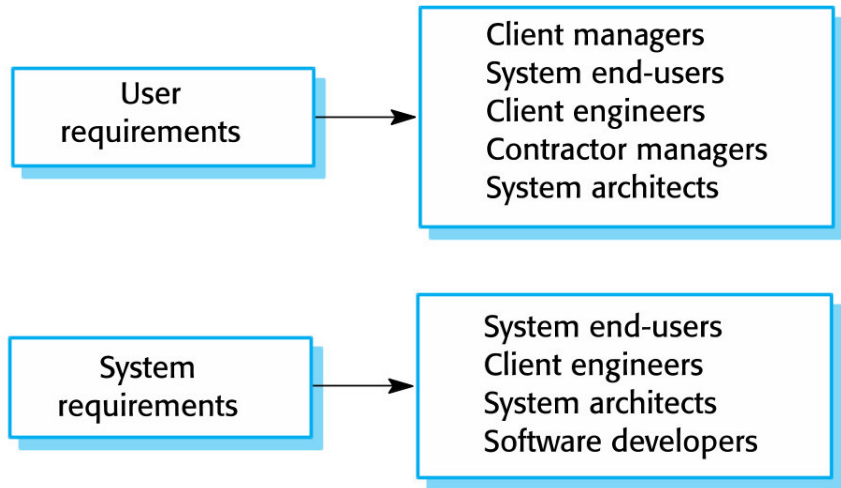 User
requirements
Client managers
System end-users
Client engineers
Contractor managers
System architects
System
requirements
System end-users
Client engineers
System architects
Software developers